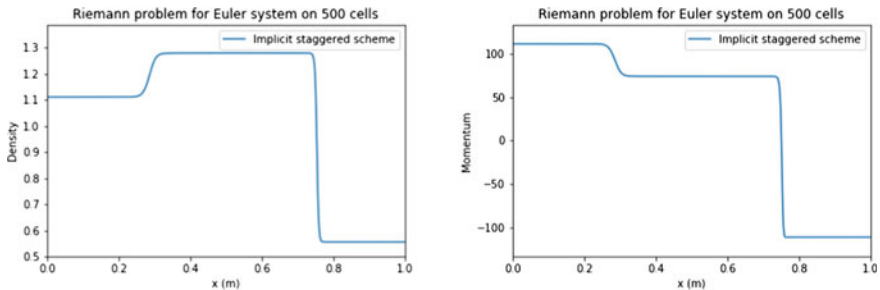 Riemann problem for Euler system on 500 cells
Implicit staggered scheme
1.3
1.2
1.1
1.0
0.9
0.8
0.7
0.6
0.5
Density
0.0 0.2 0.4 0.6 0.8 1.0
x (m)
Riemann problem for Euler system on 500 cells
Implicit staggered scheme
100
50
0
−50
−100
Momentum
0.0 0.2 0.4 0.6 0.8 1.0
x (m)